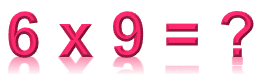 6 x 9 = ?